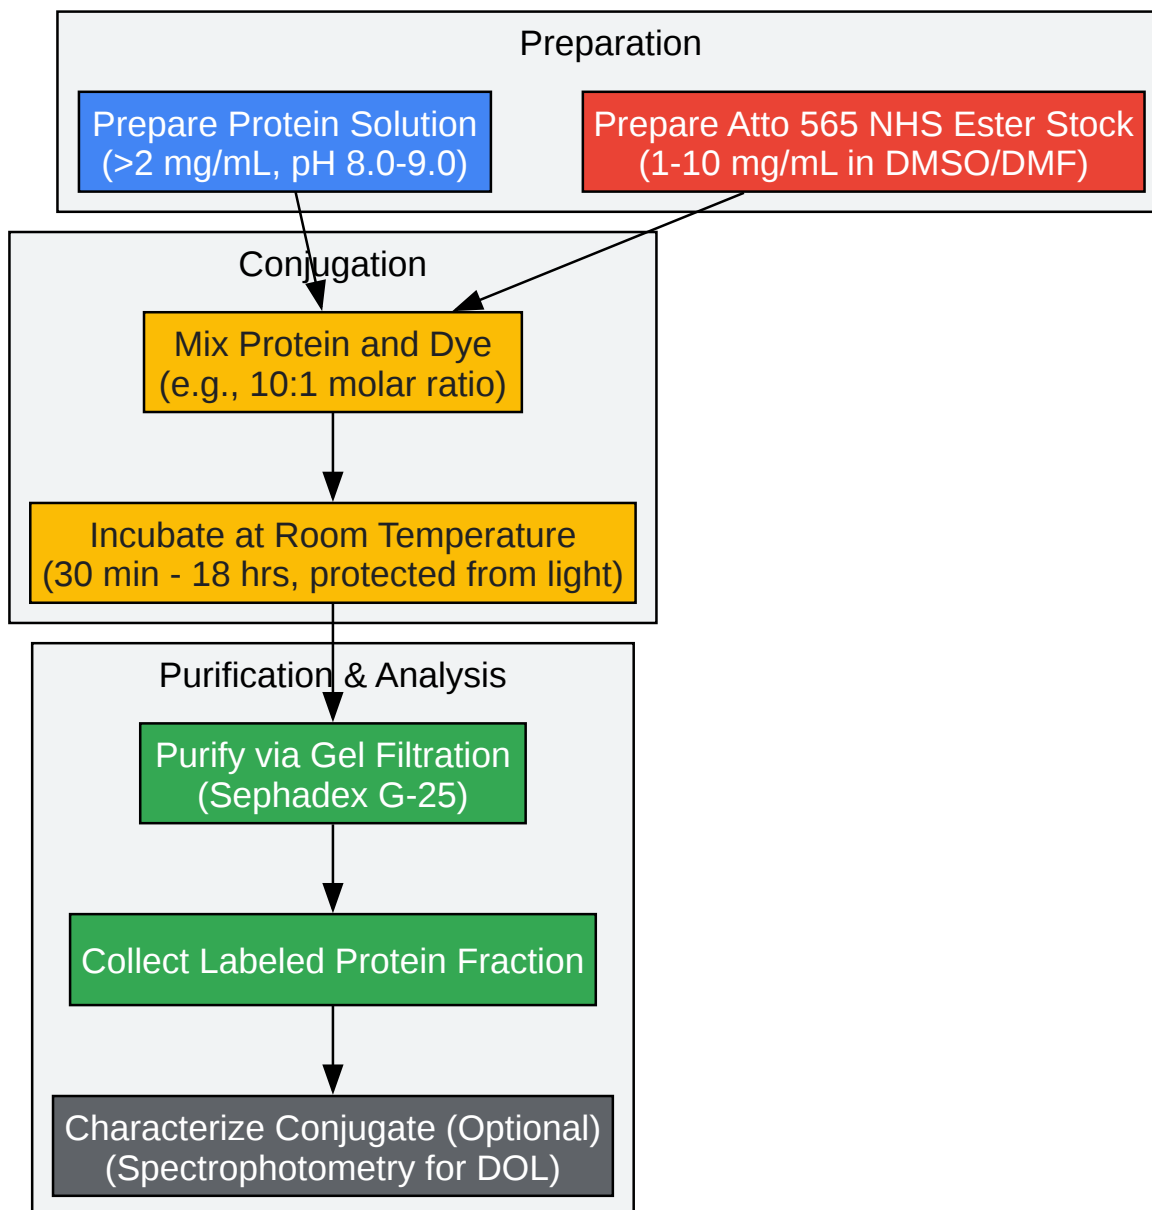 Preparation
Prepare Protein Solution
(>2 mg/mL, pH 8.0-9.0)
Prepare Atto 565 NHS Ester Stock
(1-10 mg/mL in DMSO/DMF)
Conjugation
Mix Protein and Dye
(e.g., 10:1 molar ratio)
Incubate at Room Temperature
(30 min - 18 hrs, protected from light)
Purification & Analysis
Purify via Gel Filtration
(Sephadex G-25)
Collect Labeled Protein Fraction
Characterize Conjugate (Optional)
(Spectrophotometry for DOL)